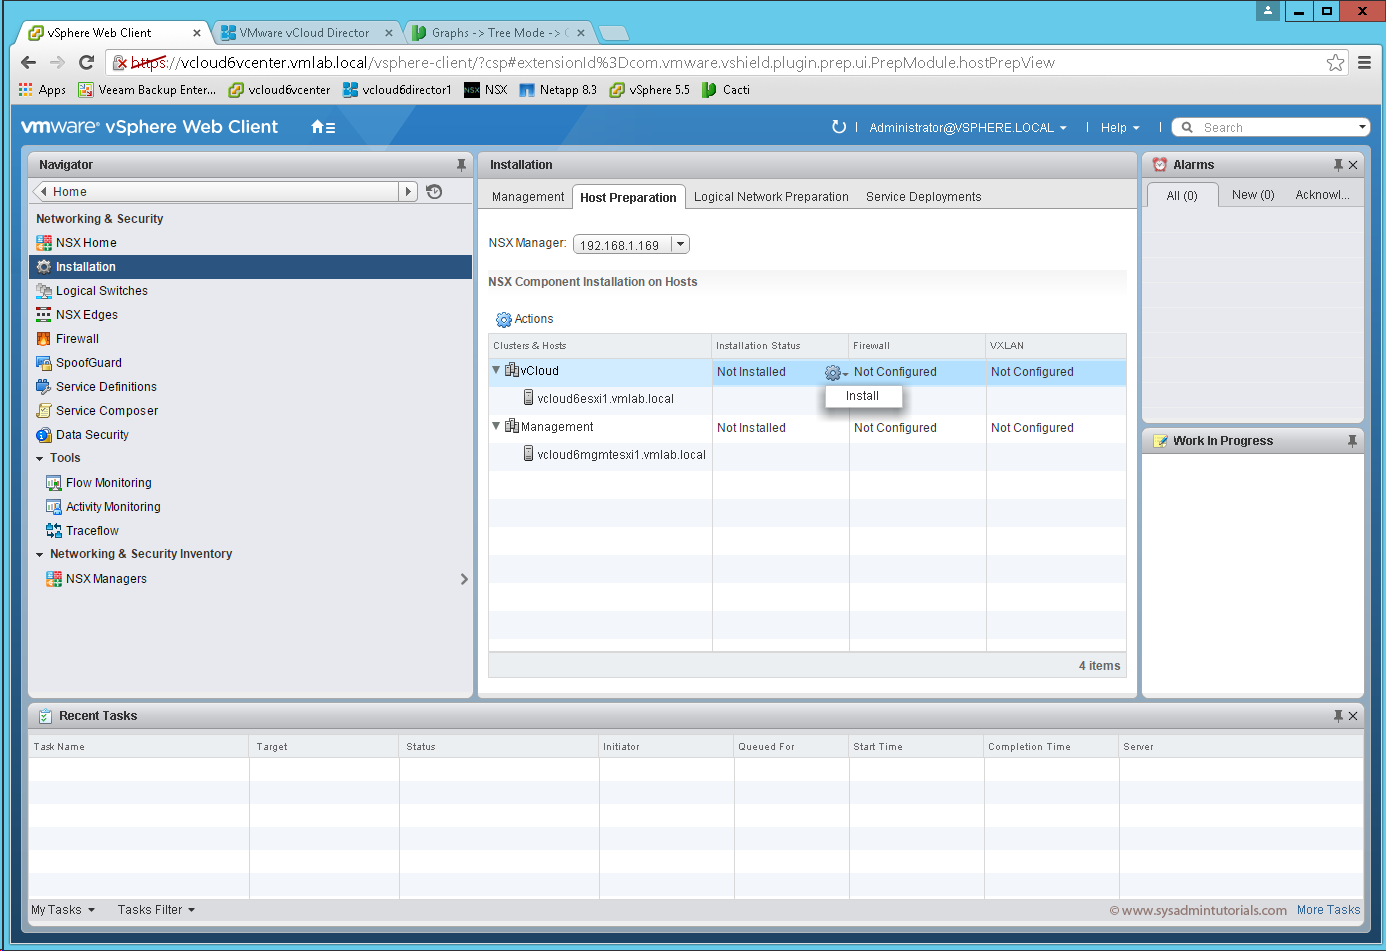 vSphere Web Client
VMware vCloud Director
Graphs -> Tree Mode ->
https://vcloud6vcenter.vmlab.local/vsphere-client/?csp#extensionId%3Dcom.vmware.vshield.plugin.prep.ui.PrepModule.hostPrepView
Apps Veeam Backup Enter... vcloud6vcenter vcloud6director1 NSX Netapp 8.3 vSphere 5.5 Cacti
vmware® vSphere Web Client
Administrator@VSPHERE.LOCAL Help Search
Navigator
Home
Networking & Security
NSX Home
Installation
Logical Switches
NSX Edges
Firewall
SpoofGuard
Service Definitions
Service Composer
Data Security
Tools
Flow Monitoring
Activity Monitoring
Traceflow
Networking & Security Inventory
NSX Managers
Installation
Management Host Preparation Logical Network Preparation Service Deployments
NSX Manager: 192.168.1.169
NSX Component Installation on Hosts
Actions
Clusters & Hosts Installation Status Firewall VXLAN
vCloud Not Installed Not Configured Not Configured
Install
vcloud6esxi1.vmlab.local
Management Not Installed Not Configured Not Configured
vcloud6mgmtesxi1.vmlab.local
4 items
Alarms
All (0) New (0) Acknowl...
Work In Progress
Recent Tasks
Task Name Target Status Initiator Queued For Start Time Completion Time Server
My Tasks Tasks Filter
© www.sysadmintutorials.com More Tasks